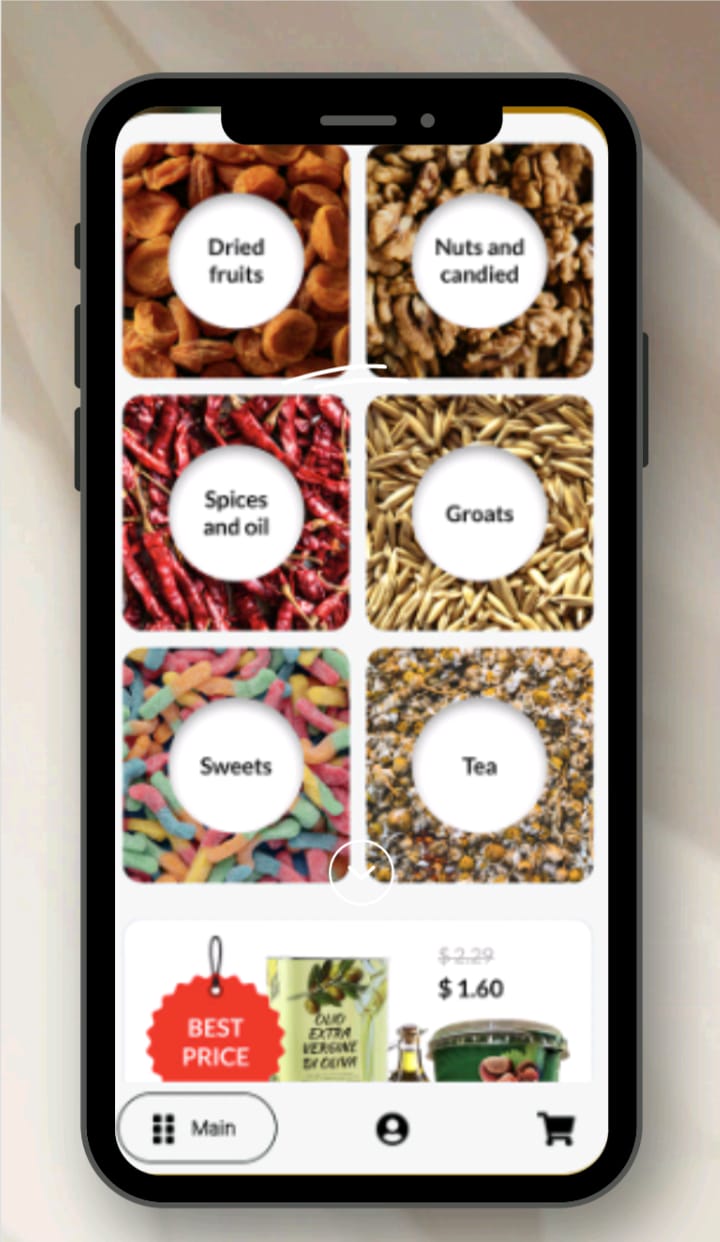 Dried
fruits
Nuts and
candied
Spices
and oil
Groats
Sweets
Tea
$ 2.29
$ 1.60
BEST
PRICE
OLIO
EXTRA
VERGINE
DI OLIVA
Main